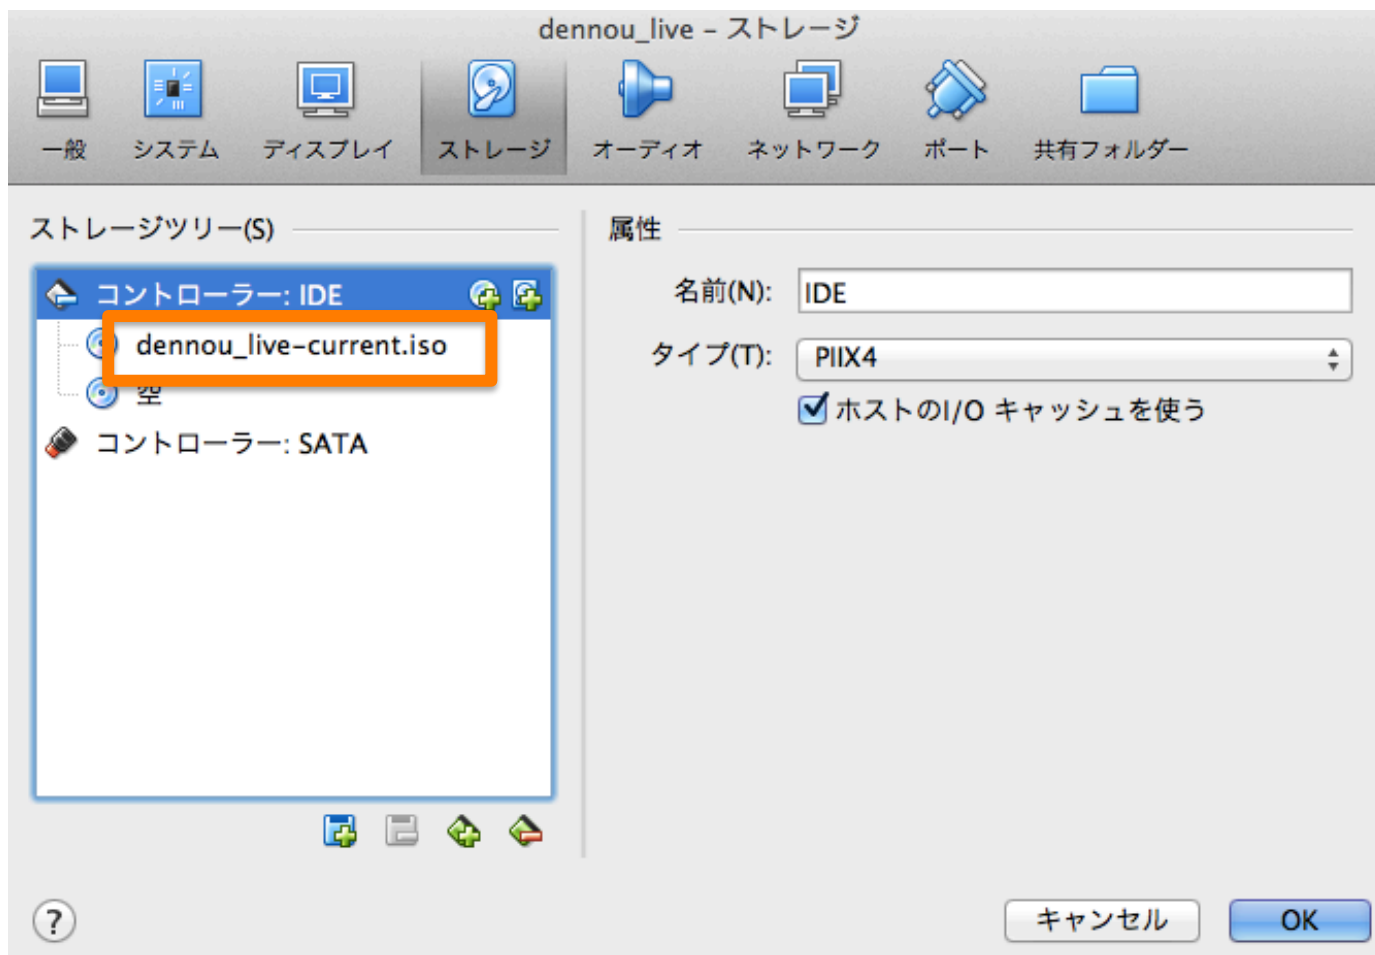 dennou_live – ストレージ
一般 システム ディスプレイ ストレージ オーディオ ネットワーク ポート 共有フォルダー
ストレージツリー(S)
コントローラー: IDE
dennou_live-current.iso
空
コントローラー: SATA
属性
名前(N): IDE
タイプ(T): PIIX4
ホストのI/O キャッシュを使う
?
キャンセル OK